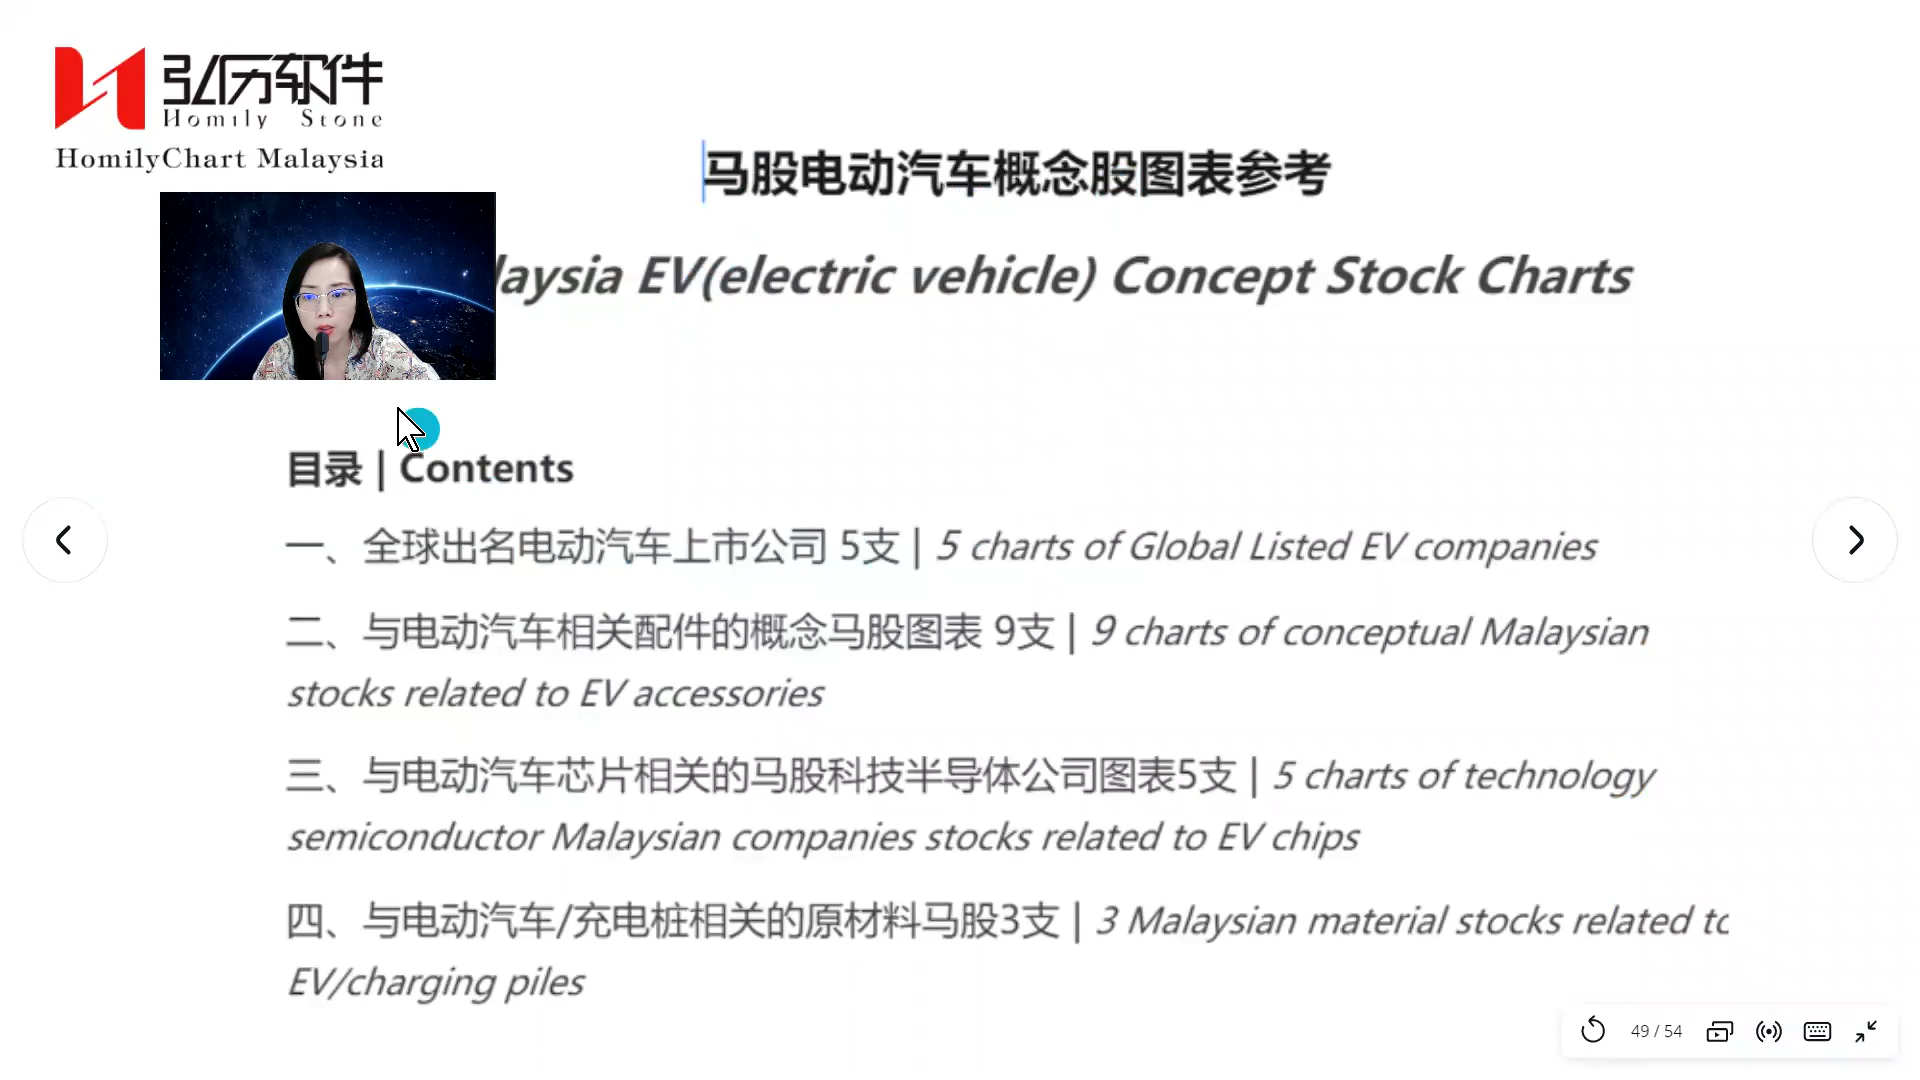 弘历软件
Homily Stone
HomilyChart Malaysia
马股电动汽车概念股图表参考
laysia EV(electric vehicle) Concept Stock Charts
目录 | Contents
一、全球出名电动汽车上市公司 5支 | 5 charts of Global Listed EV companies
二、与电动汽车相关配件的概念马股图表 9支 | 9 charts of conceptual Malaysian
stocks related to EV accessories
三、与电动汽车芯片相关的马股科技半导体公司图表5支 | 5 charts of technology
semiconductor Malaysian companies stocks related to EV chips
四、与电动汽车/充电桩相关的原材料马股3支 | 3 Malaysian material stocks related to
EV/charging piles
49 / 54